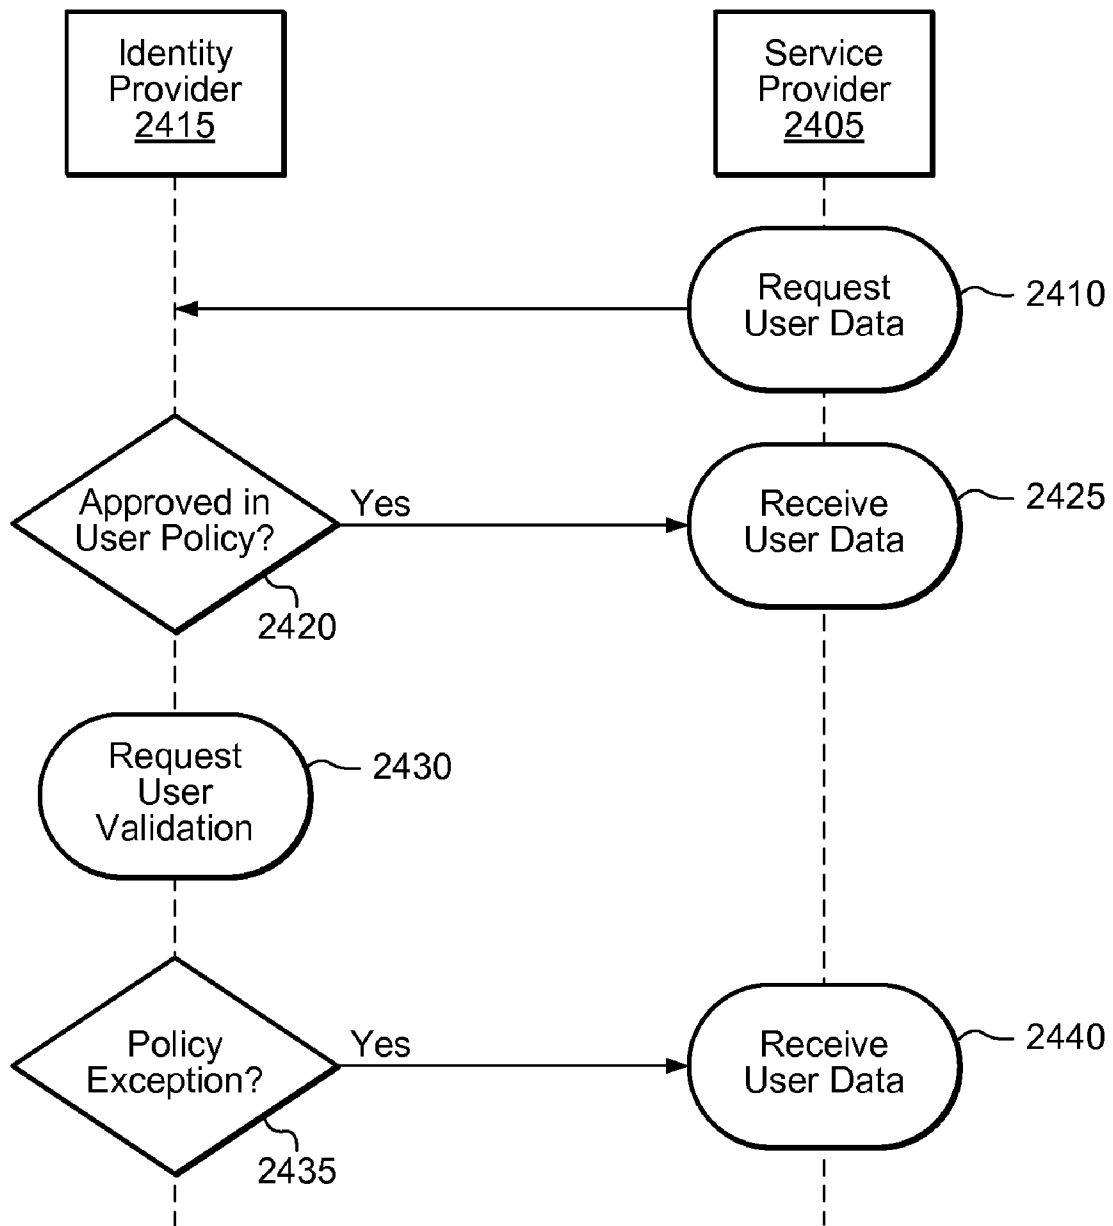 Identity
Provider
2415
Service
Provider
2405
Request
User Data
2410
Approved in
User Policy?
2420
Yes
Receive
User Data
2425
Request
User
Validation
2430
Policy
Exception?
2435
Yes
Receive
User Data
2440